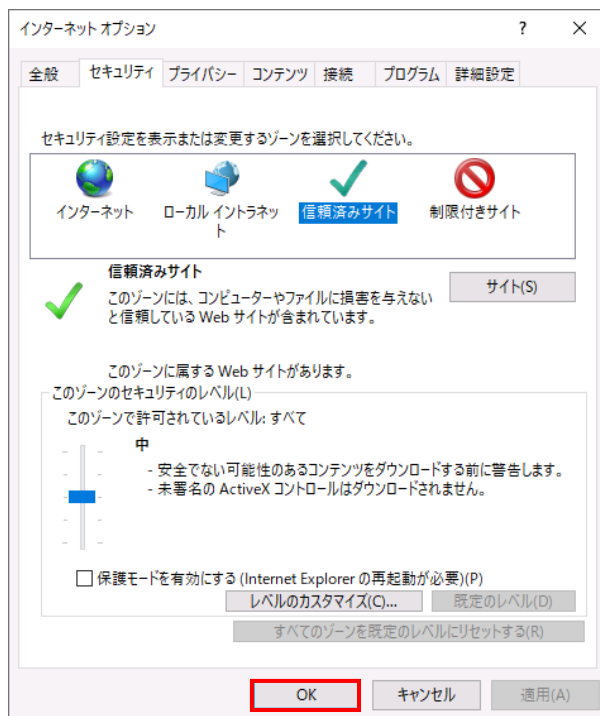 インターネット オプション
?
全般 セキュリティ プライバシー コンテンツ 接続 プログラム 詳細設定
セキュリティ設定を表示または変更するゾーンを選択してください。
インターネット
ローカル イントラネッ
ト
信頼済みサイト
制限付きサイト
信頼済みサイト
このゾーンには、コンピューターやファイルに損害を与えない
と信頼している Web サイトが含まれています。
サイト(S)
このゾーンに属する Web サイトがあります。
このゾーンのセキュリティのレベル(L)
このゾーンで許可されているレベル: すべて
中
- 安全でない可能性のあるコンテンツをダウンロードする前に警告します。
- 未署名の ActiveX コントロールはダウンロードされません。
保護モードを有効にする (Internet Explorer の再起動が必要)(P)
レベルのカスタマイズ(C)... 既定のレベル(D)
すべてのゾーンを既定のレベルにリセットする(R)
OK キャンセル 適用(A)